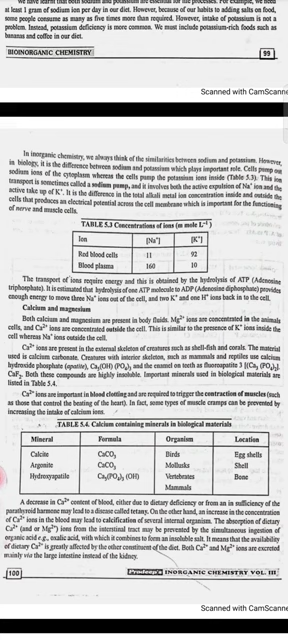 we have learnt that both sodium and potassium are essential for life processes. For example, we need
at least 1 gram of sodium ion per day in our diet. However, because of our habits to adding salts on food,
some people consume as many as five times more than required. However, intake of potassium is not a
problem. Instead, potassium deficiency is more common. We must include potassium-rich foods such as
bananas and coffee in our diet.
BIOINORGANIC CHEMISTRY 99
Scanned with CamScanne
In inorganic chemistry, we always think of the similarities between sodium and potassium. However,
in biology, it is the difference between sodium and potassium which plays important role. Cells pump out
sodium ions of the cytoplasm whereas the cells pump the potassium ions inside (Table 5.3). This ion
transport is sometimes called a sodium pump, and it involves both the active expulsion of Na⁺ ion and the
active take up of K⁺. It is the difference in the total alkali metal ion concentration inside and outside the
cells that produces an electrical potential across the cell membrane which is important for the functioning
of nerve and muscle cells.
TABLE 5.3 Concentrations of ions (m mole L⁻¹)
Ion [Na⁺] [K⁺]
Red blood cells 11 92
Blood plasma 160 10
The transport of ions require energy and this is obtained by the hydrolysis of ATP (Adenosine
triphosphate). It is estimated that hydrolysis of one ATP molecule to ADP (Adenosine diphosphate) provides
enough energy to move three Na⁺ ions out of the cell, and two K⁺ and one H⁺ ions back in to the cell.
Calcium and magnesium
Both calcium and magnesium are present in body fluids. Mg²⁺ ions are concentrated in the animals
cells, and Ca²⁺ ions are concentrated outside the cell. This is similar to the presence of K⁺ ions inside the
cell whereas Na⁺ ions outside the cell.
Ca²⁺ ions are present in the external skeleton of creatures such as shell-fish and corals. The material
used is calcium carbonate. Creatures with interior skeleton, such as mammals and reptiles use calcium
hydroxide phosphate (apatite), Ca₅(OH) (PO₄)₃ and the enamel on teeth as fluoroapatite 3 [(Ca₃ (PO₄)₂].
CaF₂. Both these compounds are highly insoluble. Important minerals used in biological materials are
listed in Table 5.4.
Ca²⁺ ions are important in blood clotting and are required to trigger the contraction of muscles (such
as those that control the beating of the heart). In fact, some types of muscle cramps can be prevented by
increasing the intake of calcium ions.
TABLE 5.4. Calcium containing minerals in biological materials
Mineral Formula Organism Location
Calcite CaCO₃ Birds Egg shells
Argonite CaCO₃ Mollusks Shell
Hydroxyapatite Ca₅(PO₄)₃ (OH) Vertebrates Bone
Mammals
A decrease in Ca²⁺ content of blood, either due to dietary deficiency or from an in sufficiency of the
parathyroid harmone may lead to a disease called tetany. On the other hand, an increase in the concentration
of Ca²⁺ ions in the blood may lead to calcification of several internal organism. The absorption of dietary
Ca²⁺ (and or Mg²⁺) ions from the interstinal tract may be prevented by the simultaneous ingestion of
organic acid e.g., oxalic acid, with which it combines to form an insoluble salt. It means that the availability
of dietary Ca²⁺ is greatly affected by the other constituent of the diet. Both Ca²⁺ and Mg²⁺ ions are excreted
mainly via the large intestine instead of the kidney.
100 Pradeep's INORGANIC CHEMISTRY VOL. III
Scanned with CamScanne